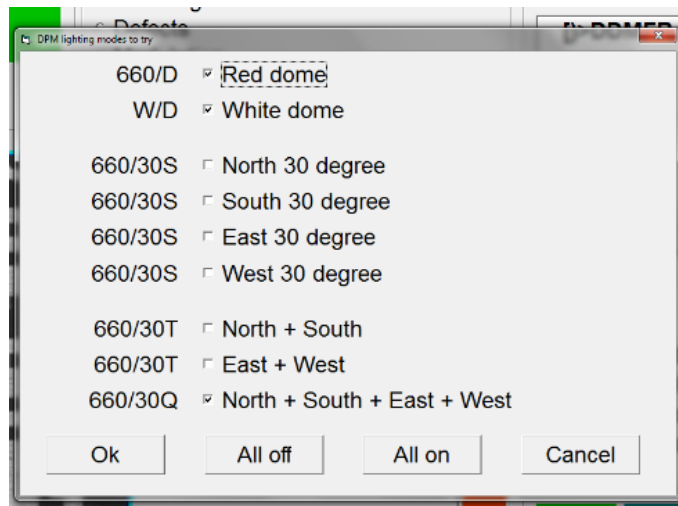 Defects
DPM lighting modes to try
660/D Red dome
W/D White dome
660/30S North 30 degree
660/30S South 30 degree
660/30S East 30 degree
660/30S West 30 degree
660/30T North + South
660/30T East + West
660/30Q North + South + East + West
Ok All off All on Cancel